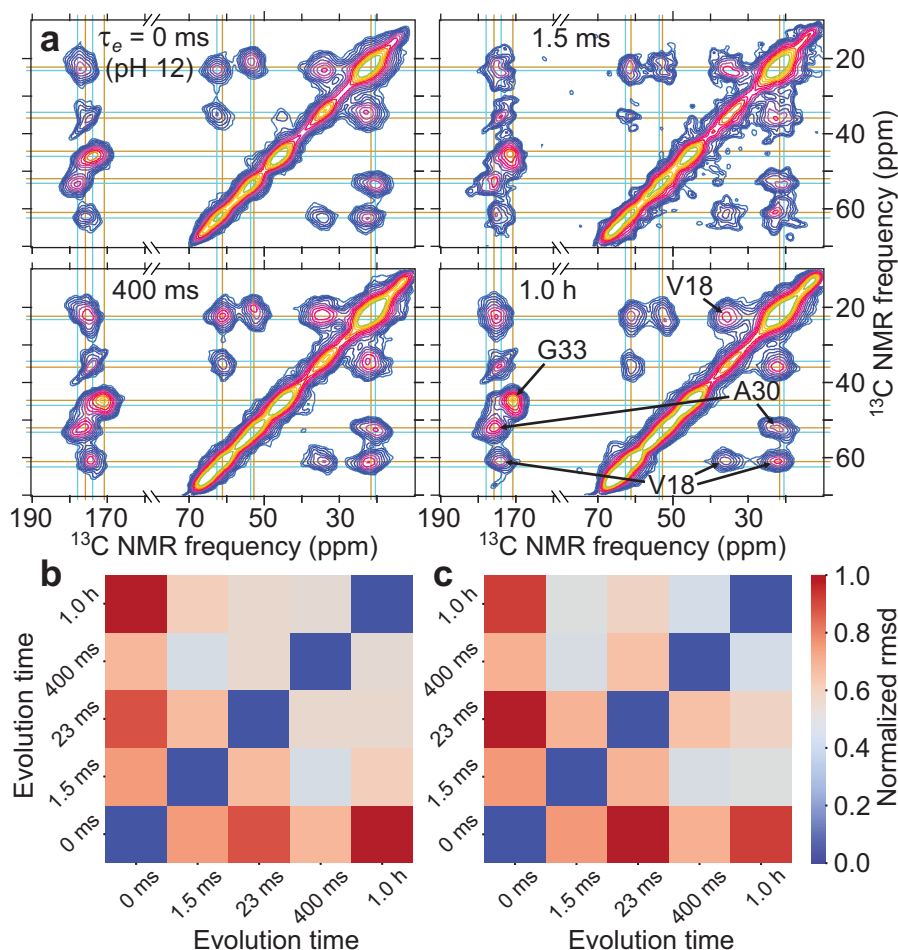 a
τe = 0 ms
(pH 12)
1.5 ms
20
40
60
13C NMR frequency (ppm)
400 ms
1.0 h
V18
G33
A30
V18
20
40
60
13C NMR frequency (ppm)
190 170 70 50 30
13C NMR frequency (ppm)
190 170 70 50 30
13C NMR frequency (ppm)
b
c
1.0 h
400 ms
23 ms
1.5 ms
0 ms
Evolution time
0 ms 1.5 ms 23 ms 400 ms 1.0 h
Evolution time
0 ms 1.5 ms 23 ms 400 ms 1.0 h
Evolution time
1.0
0.8
0.6
0.4
0.2
0.0
Normalized rmsd